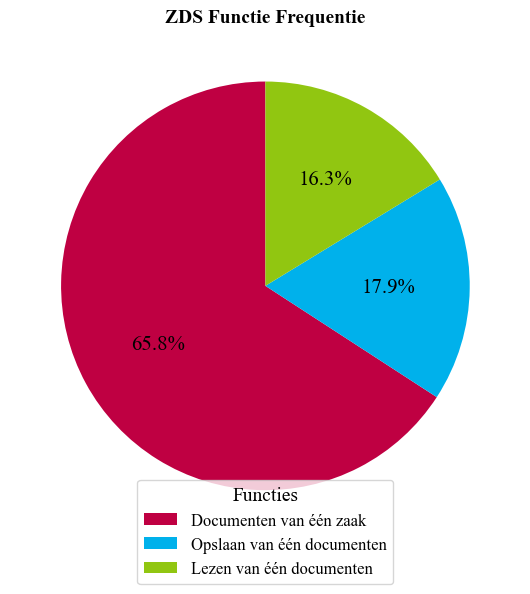 ZDS Functie Frequentie
16.3%
17.9%
65.8%
Functies
Documenten van één zaak
Opslaan van één documenten
Lezen van één documenten